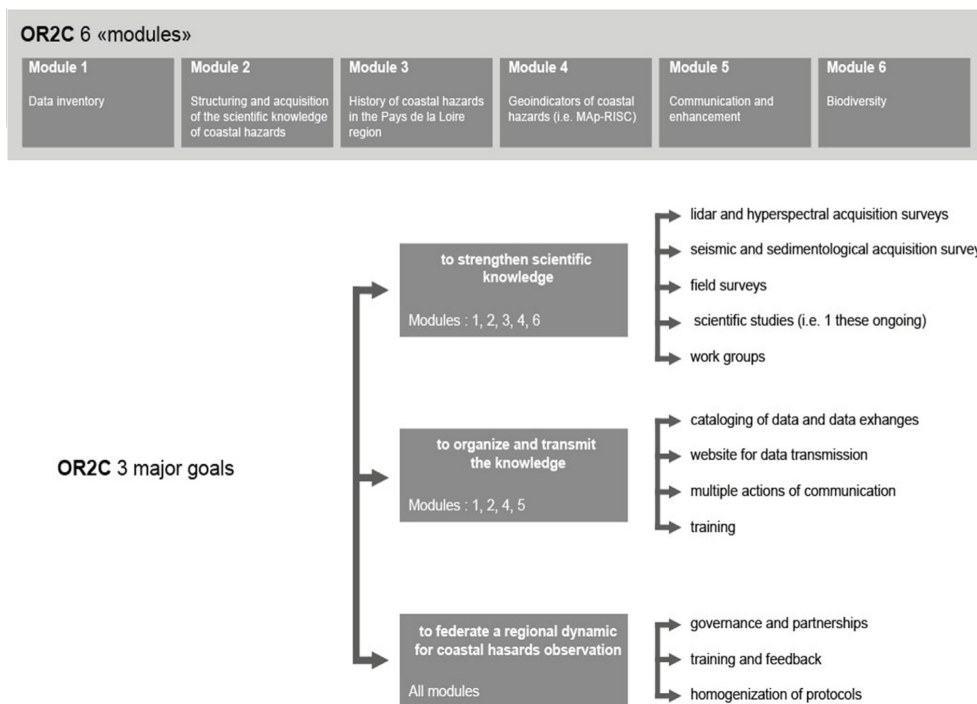 OR2C 6 «modules»
Module 1
Data inventory
Module 2
Structuring and acquisition
of the scientific knowledge
of coastal hazards
Module 3
History of coastal hazards
in the Pays de la Loire
region
Module 4
Geoindicators of coastal
hazards (i.e. MAp-RISC)
Module 5
Communication and
enhancement
Module 6
Biodiversity
OR2C 3 major goals
to strengthen scientific
knowledge
Modules : 1, 2, 3, 4, 6
lidar and hyperspectral acquisition surveys
seismic and sedimentological acquisition survey
field surveys
scientific studies (i.e. 1 these ongoing)
work groups
to organize and transmit
the knowledge
Modules : 1, 2, 4, 5
cataloging of data and data exhanges
website for data transmission
multiple actions of communication
training
to federate a regional dynamic
for coastal hasards observation
All modules
governance and partnerships
training and feedback
homogenization of protocols